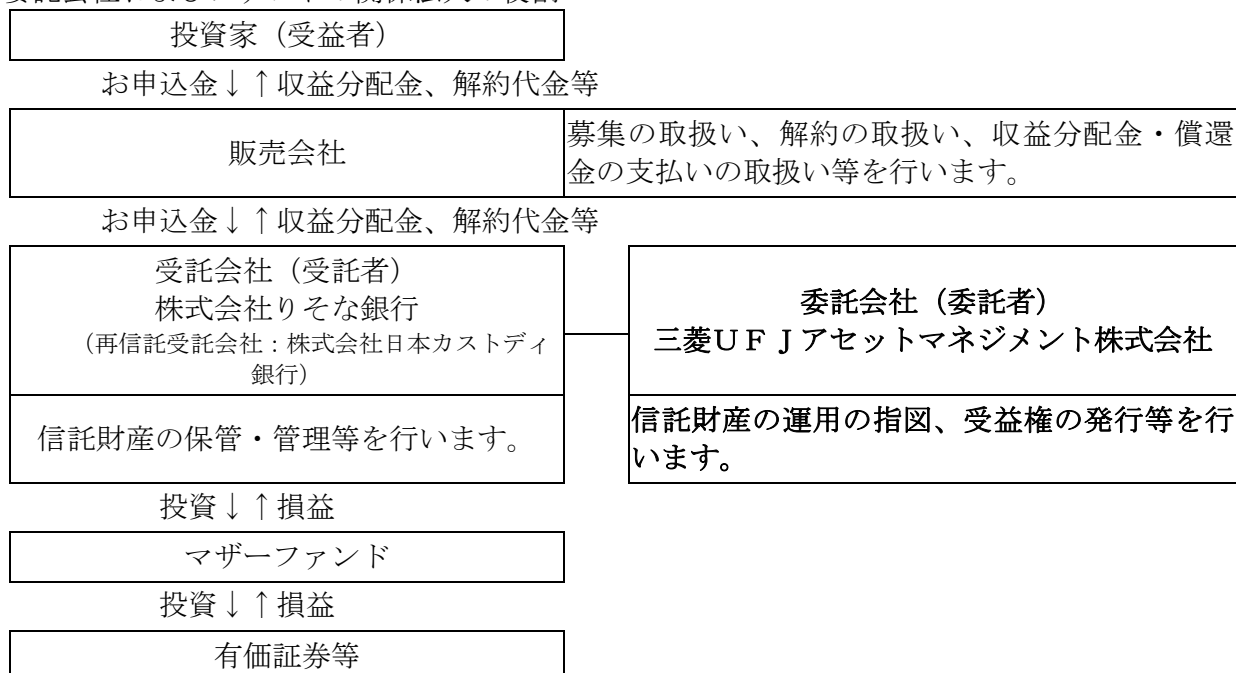 投資家（受益者）
お申込金↓↑収益分配金、解約代金等
販売会社
募集の取扱い、解約の取扱い、収益分配金・償還
金の支払いの取扱い等を行います。
お申込金↓↑収益分配金、解約代金等
受託会社（受託者）
株式会社りそな銀行
（再信託受託会社：株式会社日本カストディ
銀行）
委託会社（委託者）
三菱ＵＦＪアセットマネジメント株式会社
信託財産の保管・管理等を行います。
信託財産の運用の指図、受益権の発行等を行
います。
投資↓↑損益
マザーファンド
投資↓↑損益
有価証券等